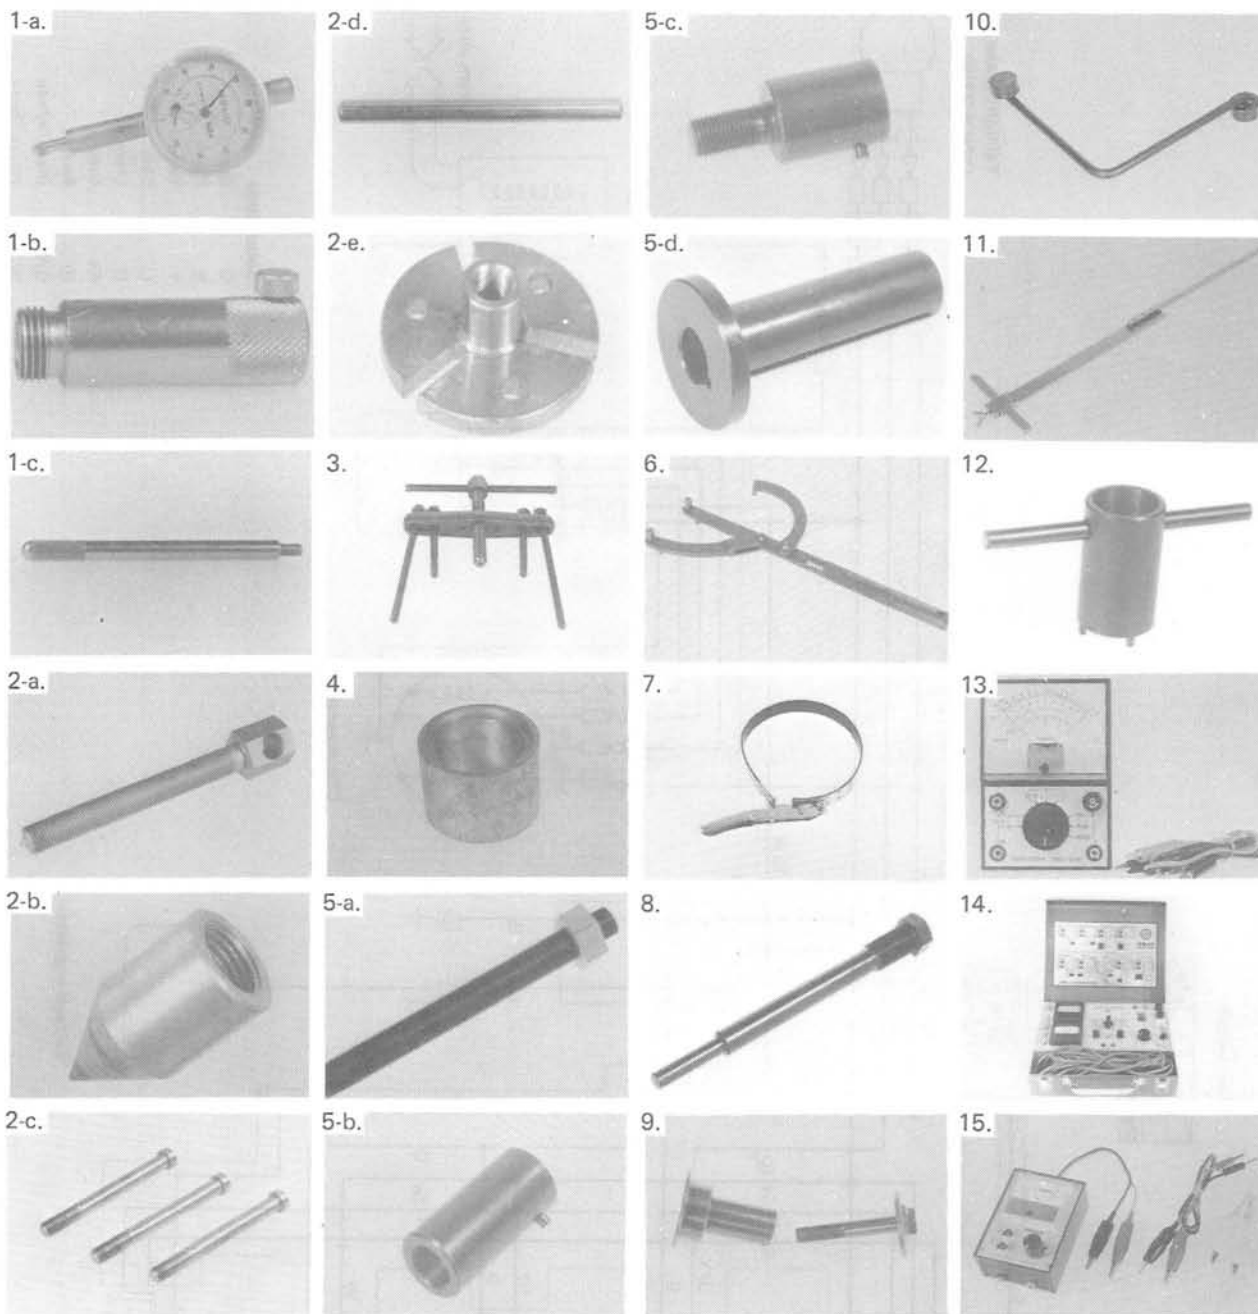 1-a.
2-d.
5-c.
10.
1-b.
2-e.
5-d.
11.
1-c.
3.
6.
12.
2-a.
4.
7.
13.
2-b.
5-a.
8.
14.
2-c.
5-b.
9.
15.